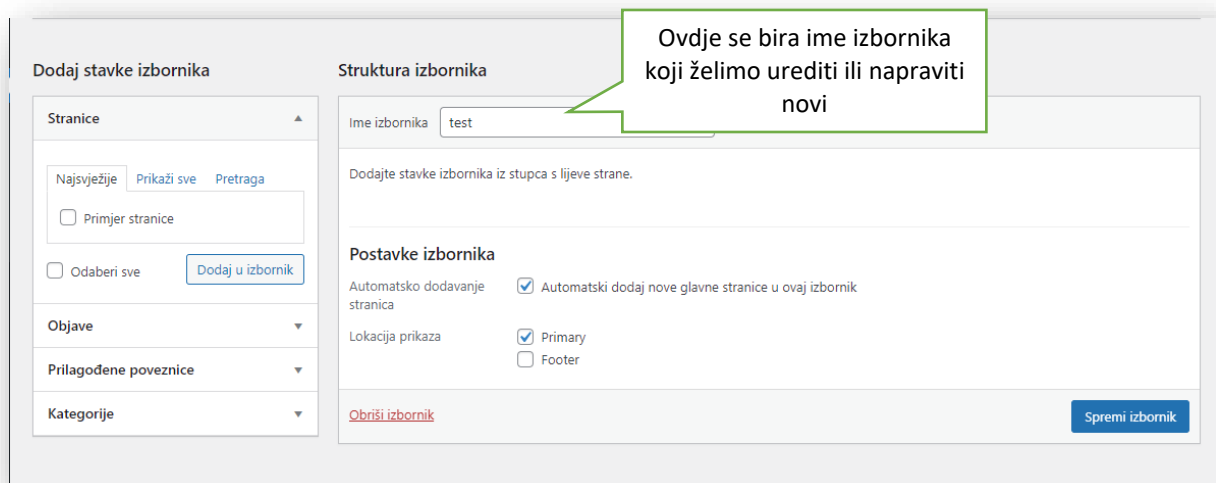 Ovdje se bira ime izbornika
koji želimo urediti ili napraviti
novi
Dodaj stavke izbornika
Stranice
Najsvježije Prikaži sve Pretraga
Primjer stranice
Odaberi sve Dodaj u izbornik
Objave
Prilagođene poveznice
Kategorije
Struktura izbornika
Ime izbornika test
Dodajte stavke izbornika iz stupca s lijeve strane.
Postavke izbornika
Automatsko dodavanje
stranica
Automatski dodaj nove glavne stranice u ovaj izbornik
Lokacija prikaza Primary
Footer
Obriši izbornik Spremi izbornik